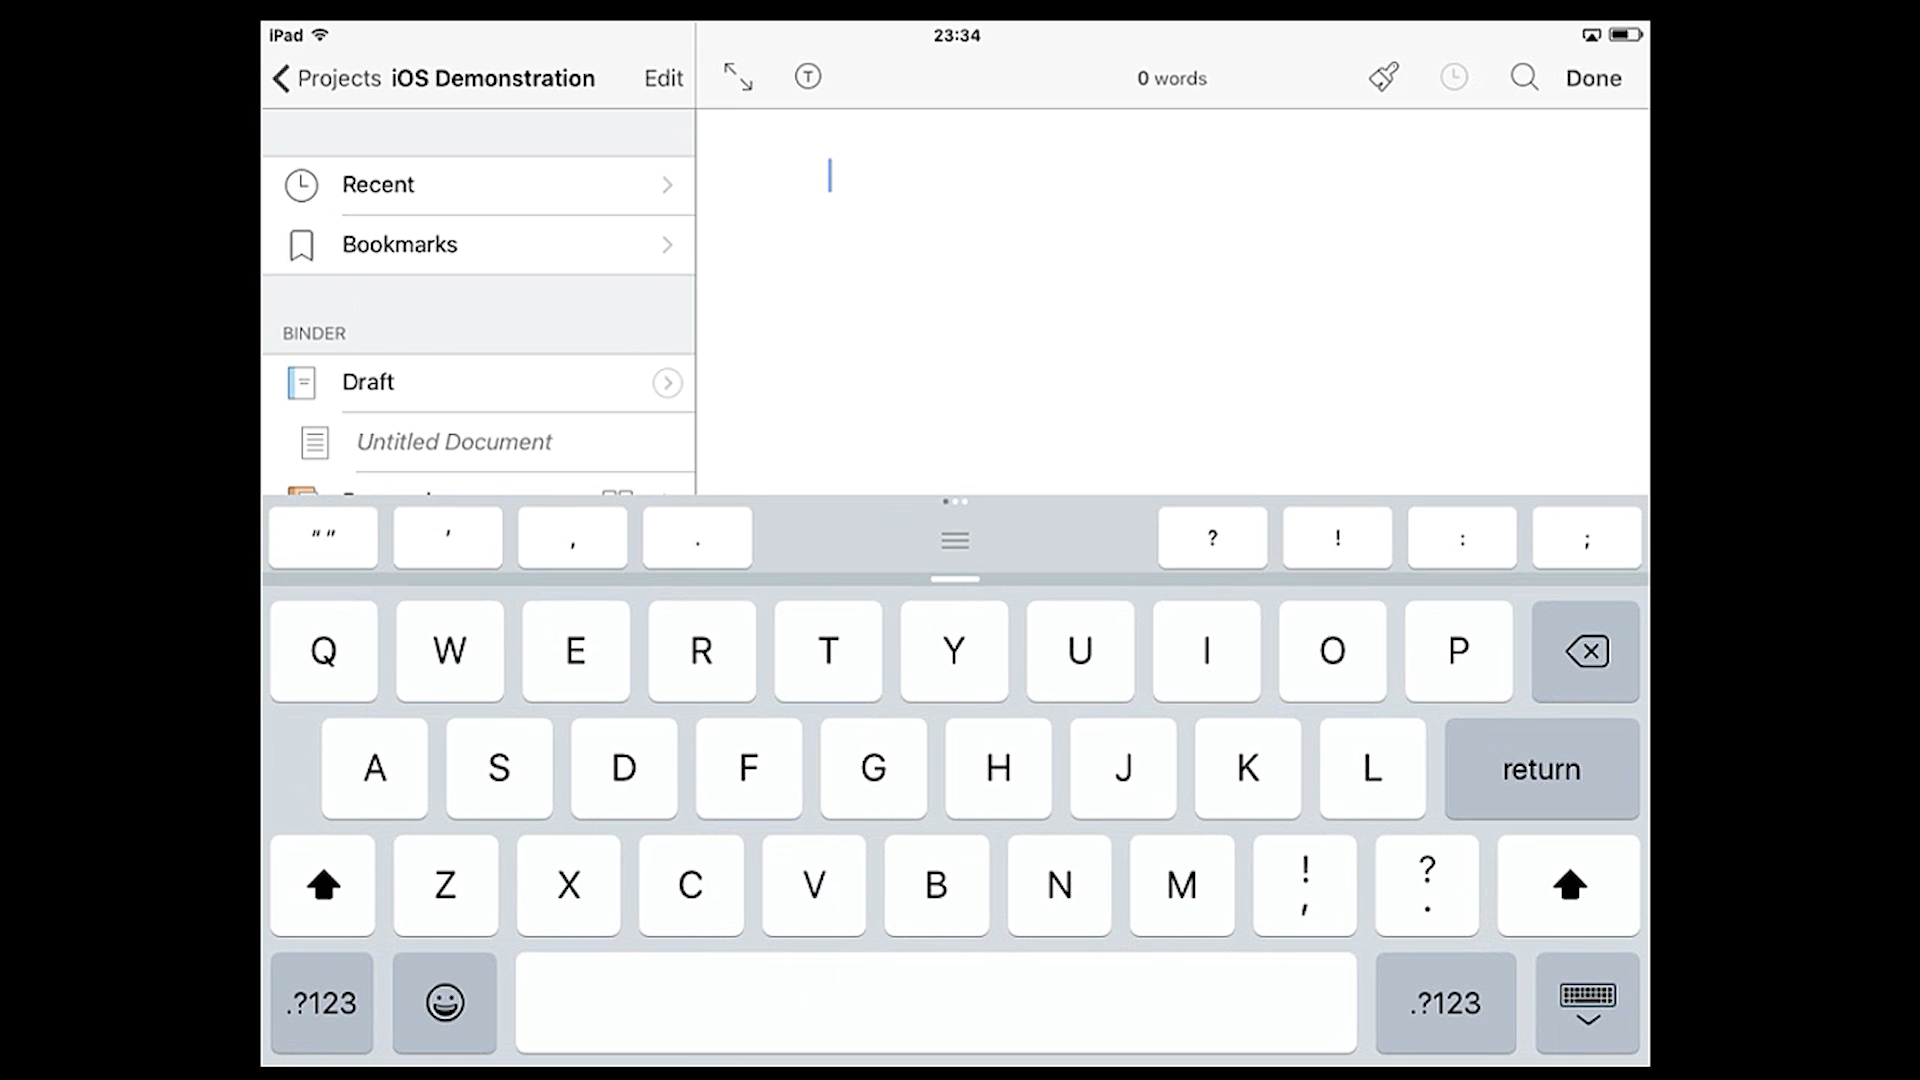 iPad 23:34
Projects iOS Demonstration Edit 0 words Done
Recent
Bookmarks
BINDER
Draft
Untitled Document
“ ” ’ , . ? ! : ;
Q W E R T Y U I O P
A S D F G H J K L return
Z X C V B N M ! , ? .
.?123 .?123